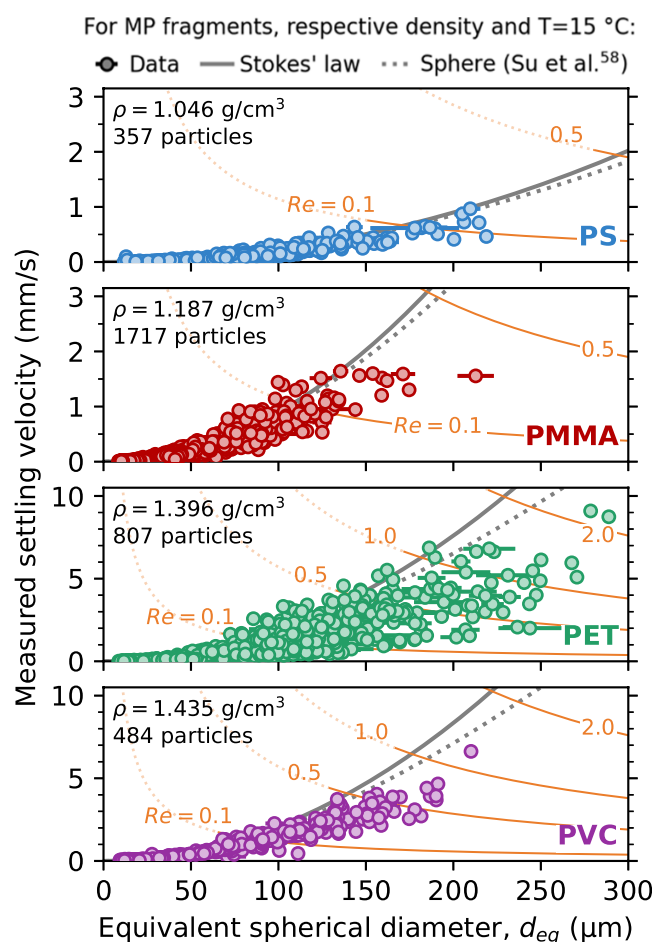 For MP fragments, respective density and T=15 °C:
Data Stokes' law Sphere (Su et al.⁵⁸)
ρ = 1.046 g/cm³
357 particles
Re = 0.1
0.5
PS
3
2
1
0
ρ = 1.187 g/cm³
1717 particles
0.5
Re = 0.1
PMMA
3
2
1
0
ρ = 1.396 g/cm³
807 particles
Re = 0.1
0.5
1.0
2.0
PET
10
5
0
ρ = 1.435 g/cm³
484 particles
Re = 0.1
0.5
1.0
2.0
PVC
10
5
0
0 50 100 150 200 250 300
Measured settling velocity (mm/s)
Equivalent spherical diameter, d_eq (μm)